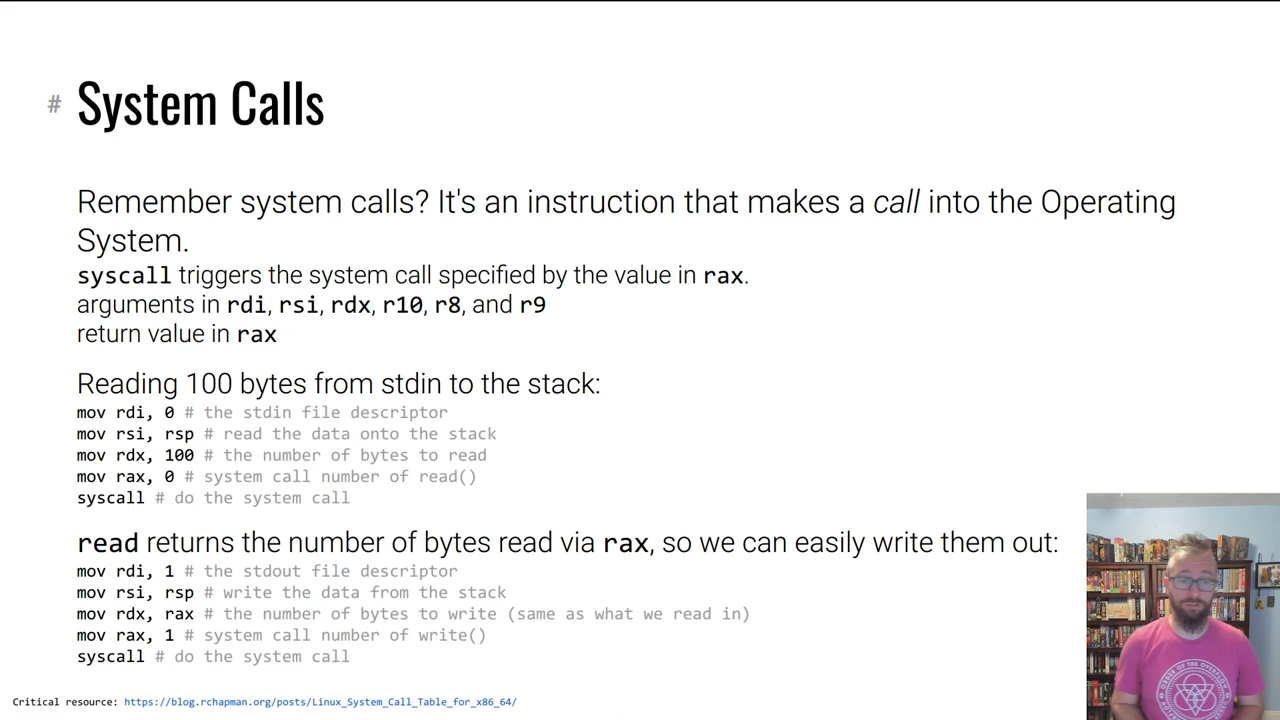 # System Calls
Remember system calls? It's an instruction that makes a call into the Operating
System.
syscall triggers the system call specified by the value in rax.
arguments in rdi, rsi, rdx, r10, r8, and r9
return value in rax
Reading 100 bytes from stdin to the stack:
mov rdi, 0 # the stdin file descriptor
mov rsi, rsp # read the data onto the stack
mov rdx, 100 # the number of bytes to read
mov rax, 0 # system call number of read()
syscall # do the system call
read returns the number of bytes read via rax, so we can easily write them out:
mov rdi, 1 # the stdout file descriptor
mov rsi, rsp # write the data from the stack
mov rdx, rax # the number of bytes to write (same as what we read in)
mov rax, 1 # system call number of write()
syscall # do the system call
Critical resource: https://blog.rchapman.org/posts/Linux_System_Call_Table_for_x86_64/
ORDER OF THE OVERFLOW